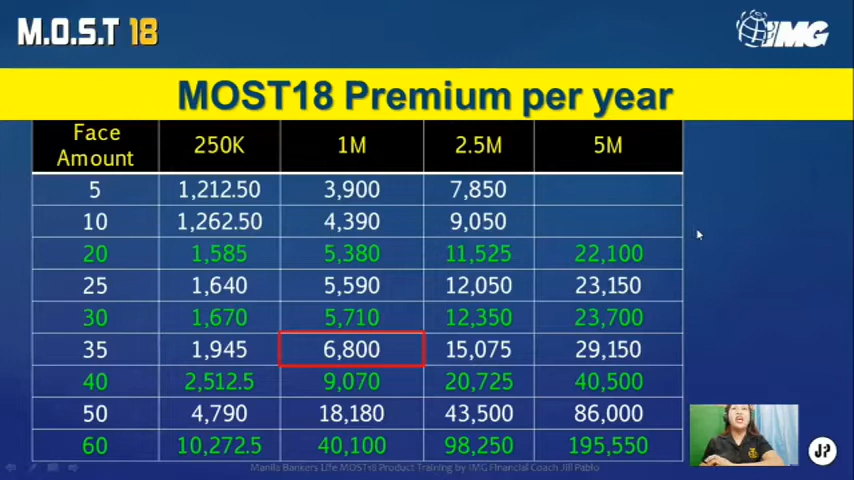 M.O.S.T 18
IMG
MOST18 Premium per year
Face Amount 250K 1M 2.5M 5M
5 1,212.50 3,900 7,850
10 1,262.50 4,390 9,050
20 1,585 5,380 11,525 22,100
25 1,640 5,590 12,050 23,150
30 1,670 5,710 12,350 23,700
35 1,945 6,800 15,075 29,150
40 2,512.5 9,070 20,725 40,500
50 4,790 18,180 43,500 86,000
60 10,272.5 40,100 98,250 195,550
JP
Manila Bankers Life MOST18 Product Training by IMG Financial Coach Jill Pablo